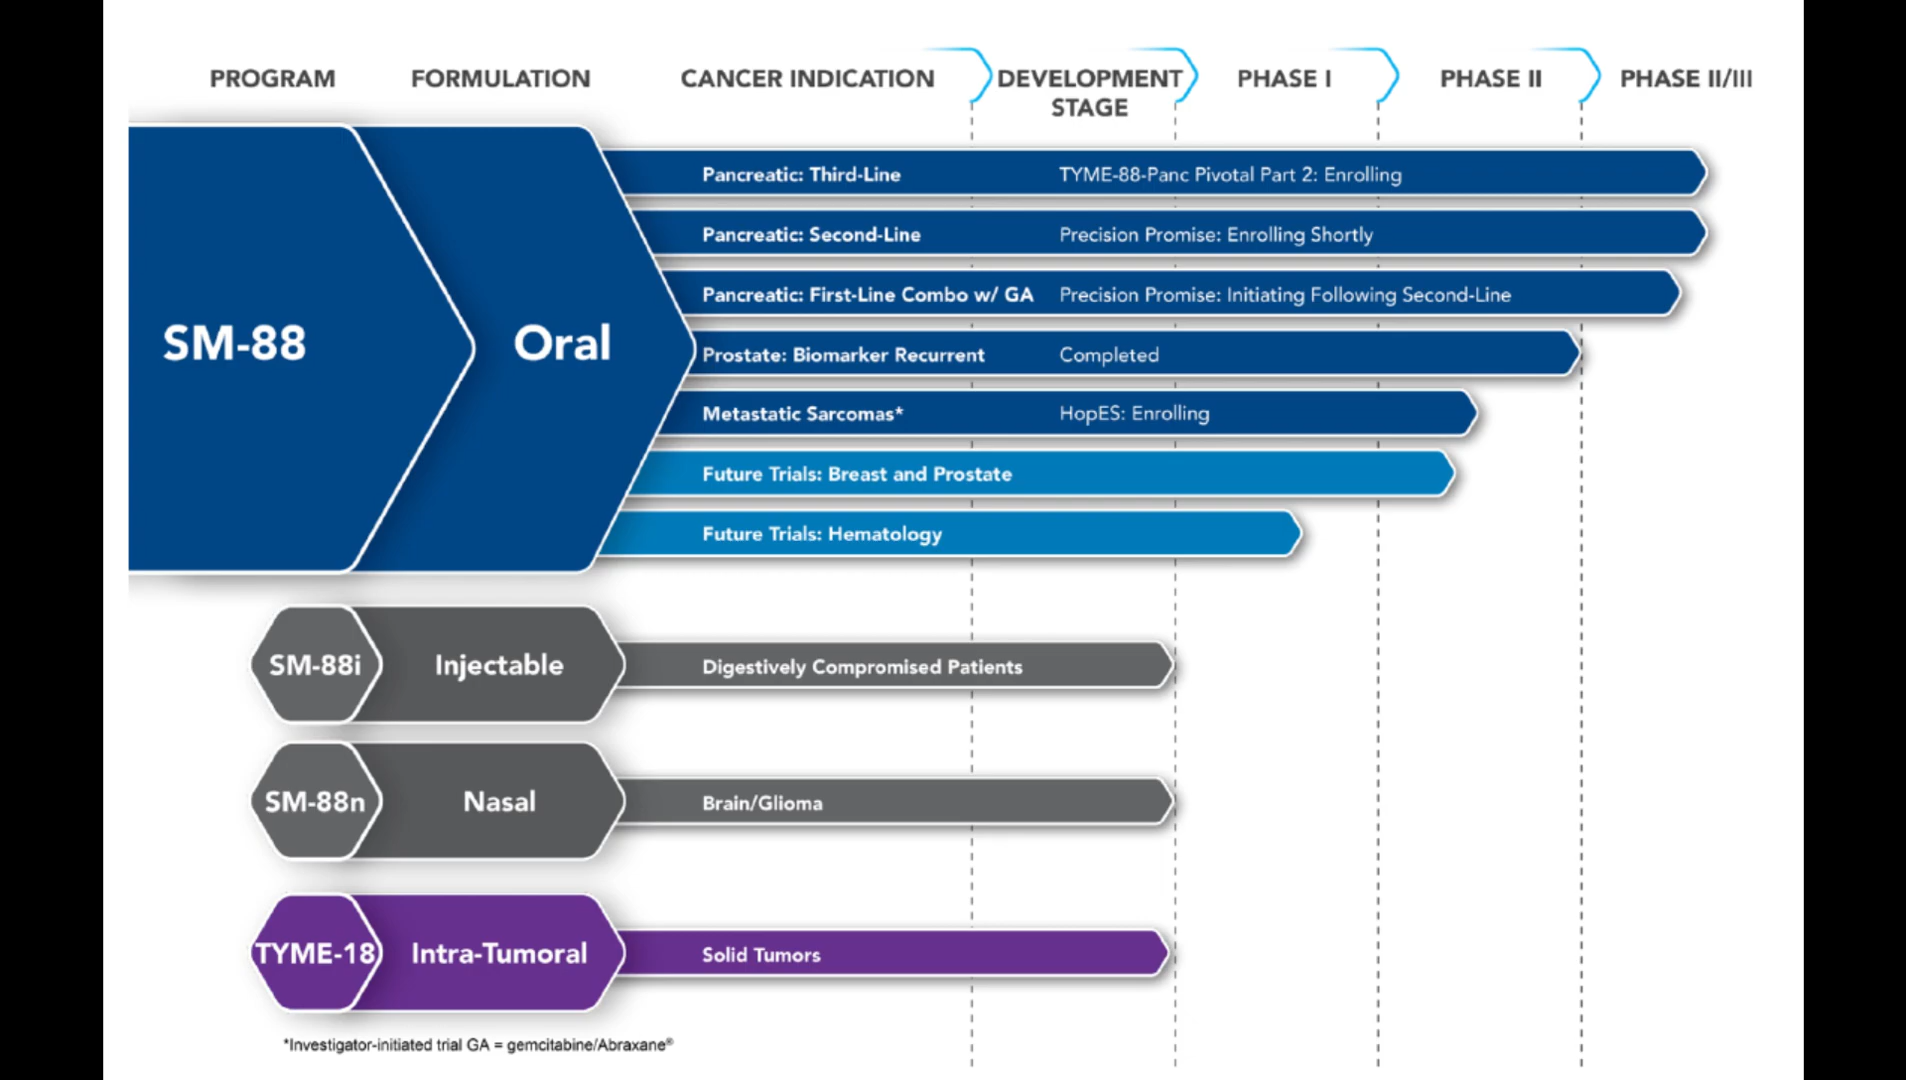 PROGRAM FORMULATION CANCER INDICATION DEVELOPMENT STAGE PHASE I PHASE II PHASE II/III
SM-88 Oral
Pancreatic: Third-Line TYME-88-Panc Pivotal Part 2: Enrolling
Pancreatic: Second-Line Precision Promise: Enrolling Shortly
Pancreatic: First-Line Combo w/ GA Precision Promise: Initiating Following Second-Line
Prostate: Biomarker Recurrent Completed
Metastatic Sarcomas* HopES: Enrolling
Future Trials: Breast and Prostate
Future Trials: Hematology
SM-88i Injectable Digestively Compromised Patients
SM-88n Nasal Brain/Glioma
TYME-18 Intra-Tumoral Solid Tumors
*Investigator-initiated trial GA = gemcitabine/Abraxane®